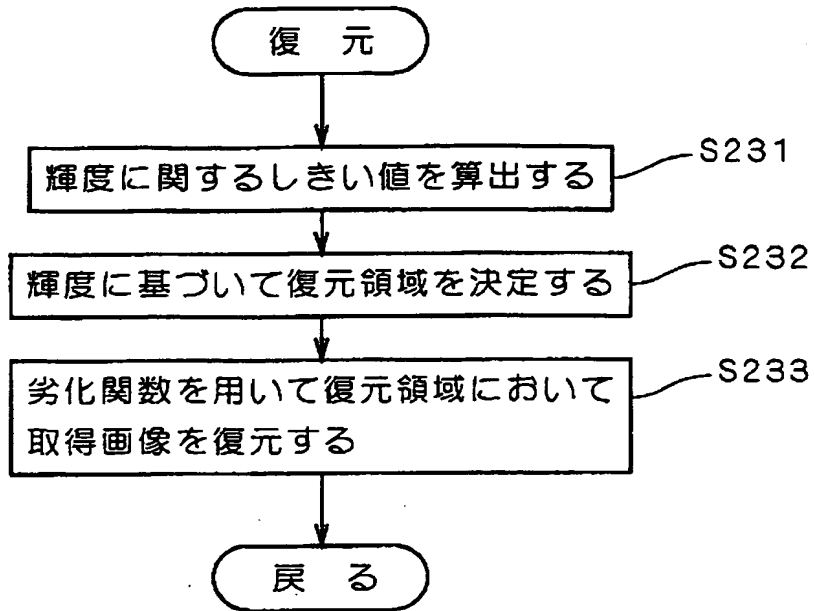 復 元
輝度に関するしきい値を算出する
S231
輝度に基づいて復元領域を決定する
S232
劣化関数を用いて復元領域において
取得画像を復元する
S233
戻 る